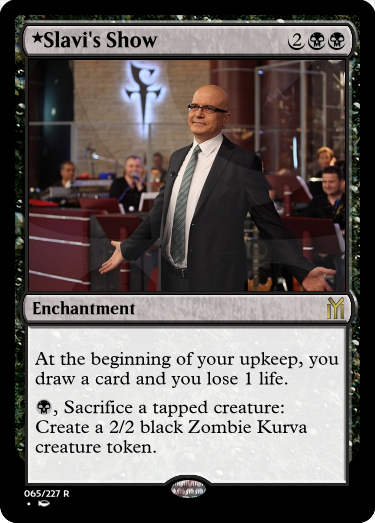 ★Slavi's Show
2
Enchantment
At the beginning of your upkeep, you
draw a card and you lose 1 life.
, Sacrifice a tapped creature:
Create a 2/2 black Zombie Kurva
creature token.
065/227 R